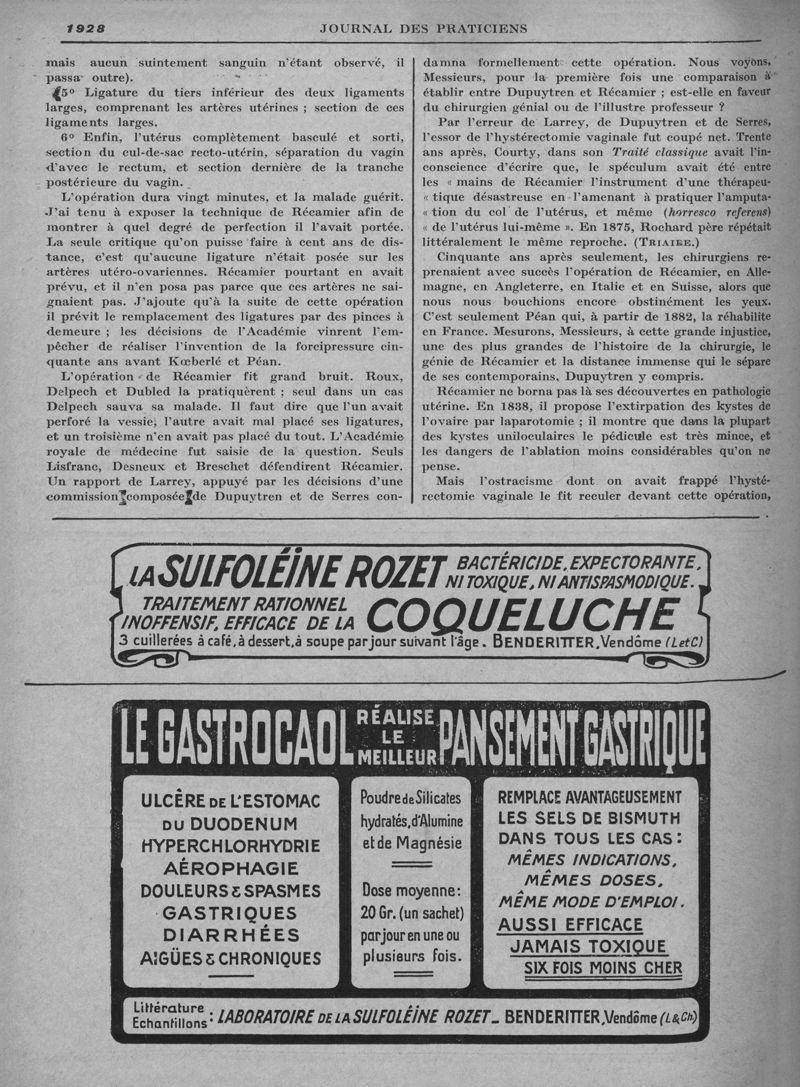 1928
JOURNAL DES PRATICIENS
mais aucun suintement sanguin n'étant observé, il
passa outre).
5° Ligature du tiers inférieur des deux ligaments
larges, comprenant les artères utérines ; section de ces
ligaments larges.
6° Enfin, l'utérus complètement basculé et sorti,
section du cul-de-sac recto-utérin, séparation du vagin
d'avec le rectum, et section dernière de la tranche
postérieure du vagin.
L'opération dura vingt minutes, et la malade guérit.
J'ai tenu à exposer la technique de Récamier afin de
montrer à quel degré de perfection il l'avait portée.
La seule critique qu'on puisse faire à cent ans de dis-
tance, c'est qu'aucune ligature n'était posée sur les
artères utéro-ovariennes. Récamier pourtant en avait
prévu, et il n'en posa pas parce que ces artères ne sai-
gnaient pas. J'ajoute qu'à la suite de cette opération
il prévit le remplacement des ligatures par des pinces à
demeure ; les décisions de l'Académie vinrent l'em-
pêcher de réaliser l'invention de la forcipressure cin-
quante ans avant Kœberlé et Péan.
L'opération de Récamier fit grand bruit. Roux,
Delpech et Dubled la pratiquèrent ; seul dans un cas
Delpech sauva sa malade. Il faut dire que l'un avait
perforé la vessie, l'autre avait mal placé ses ligatures,
et un troisième n'en avait pas placé du tout. L'Académie
royale de médecine fut saisie de la question. Seuls
Lisfranc, Desneux et Breschet défendirent Récamier.
Un rapport de Larrey, appuyé par les décisions d'une
commission composée de Dupuytren et de Serres con-
damna formellement cette opération. Nous voyons,
Messieurs, pour la première fois une comparaison à
établir entre Dupuytren et Récamier ; est-elle en faveur
du chirurgien génial ou de l'illustre professeur ?
Par l'erreur de Larrey, de Dupuytren et de Serres,
l'essor de l'hystérectomie vaginale fut coupé net. Trente
ans après, Courty, dans son Traité classique avait l'in-
conscience d'écrire que, le spéculum avait été entre
les « mains de Récamier l'instrument d'une thérapeu-
« tique désastreuse en l'amenant à pratiquer l'amputa-
« tion du col de l'utérus, et même (horresco referens)
« de l'utérus lui-même ». En 1875, Rochard père répétait
littéralement le même reproche. (TRIAIRE.)
Cinquante ans après seulement, les chirurgiens re-
prenaient avec succès l'opération de Récamier, en Alle-
magne, en Angleterre, en Italie et en Suisse, alors que
nous nous bouchions encore obstinément les yeux.
C'est seulement Péan qui, à partir de 1882, la réhabilite
en France. Mesurons, Messieurs, à cette grande injustice,
une des plus grandes de l'histoire de la chirurgie, le
génie de Récamier et la distance immense qui le sépare
de ses contemporains, Dupuytren y compris.
Récamier ne borna pas là ses découvertes en pathologie
utérine. En 1838, il propose l'extirpation des kystes de
l'ovaire par laparotomie ; il montre que dans la plupart
des kystes uniloculaires le pédicule est très mince, et
les dangers de l'ablation moins considérables qu'on ne
pense.
Mais l'ostracisme dont on avait frappé l'hysté-
rectomie vaginale le fit reculer devant cette opération,
LA SULFOLÉINE ROZET BACTÉRICIDE, EXPECTORANTE,
NI TOXIQUE, NI ANTISPASMODIQUE.
TRAITEMENT RATIONNEL
INOFFENSIF, EFFICACE DE LA COQUELUCHE
3 cuillerées à café, à dessert, à soupe par jour suivant l'âge. BENDERITTER, Vendôme (L et C)
LE GASTROCAOL RÉALISE LE MEILLEUR PANSEMENT GASTRIQUE
ULCÈRE DE L'ESTOMAC
DU DUODENUM
HYPERCHLORHYDRIE
AÉROPHAGIE
DOULEURS & SPASMES
GASTRIQUES
DIARRHÉES
AIGÜES & CHRONIQUES
Poudre de Silicates
hydratés, d'Alumine
et de Magnésie
Dose moyenne:
20 Gr. (un sachet)
par jour en une ou
plusieurs fois.
REMPLACE AVANTAGEUSEMENT
LES SELS DE BISMUTH
DANS TOUS LES CAS:
MÊMES INDICATIONS,
MÊMES DOSES,
MÊME MODE D'EMPLOI.
AUSSI EFFICACE
JAMAIS TOXIQUE
SIX FOIS MOINS CHER
Littérature
Echantillons : LABORATOIRE DE LA SULFOLÉINE ROZET_ BENDERITTER, Vendôme (L & Ch.)